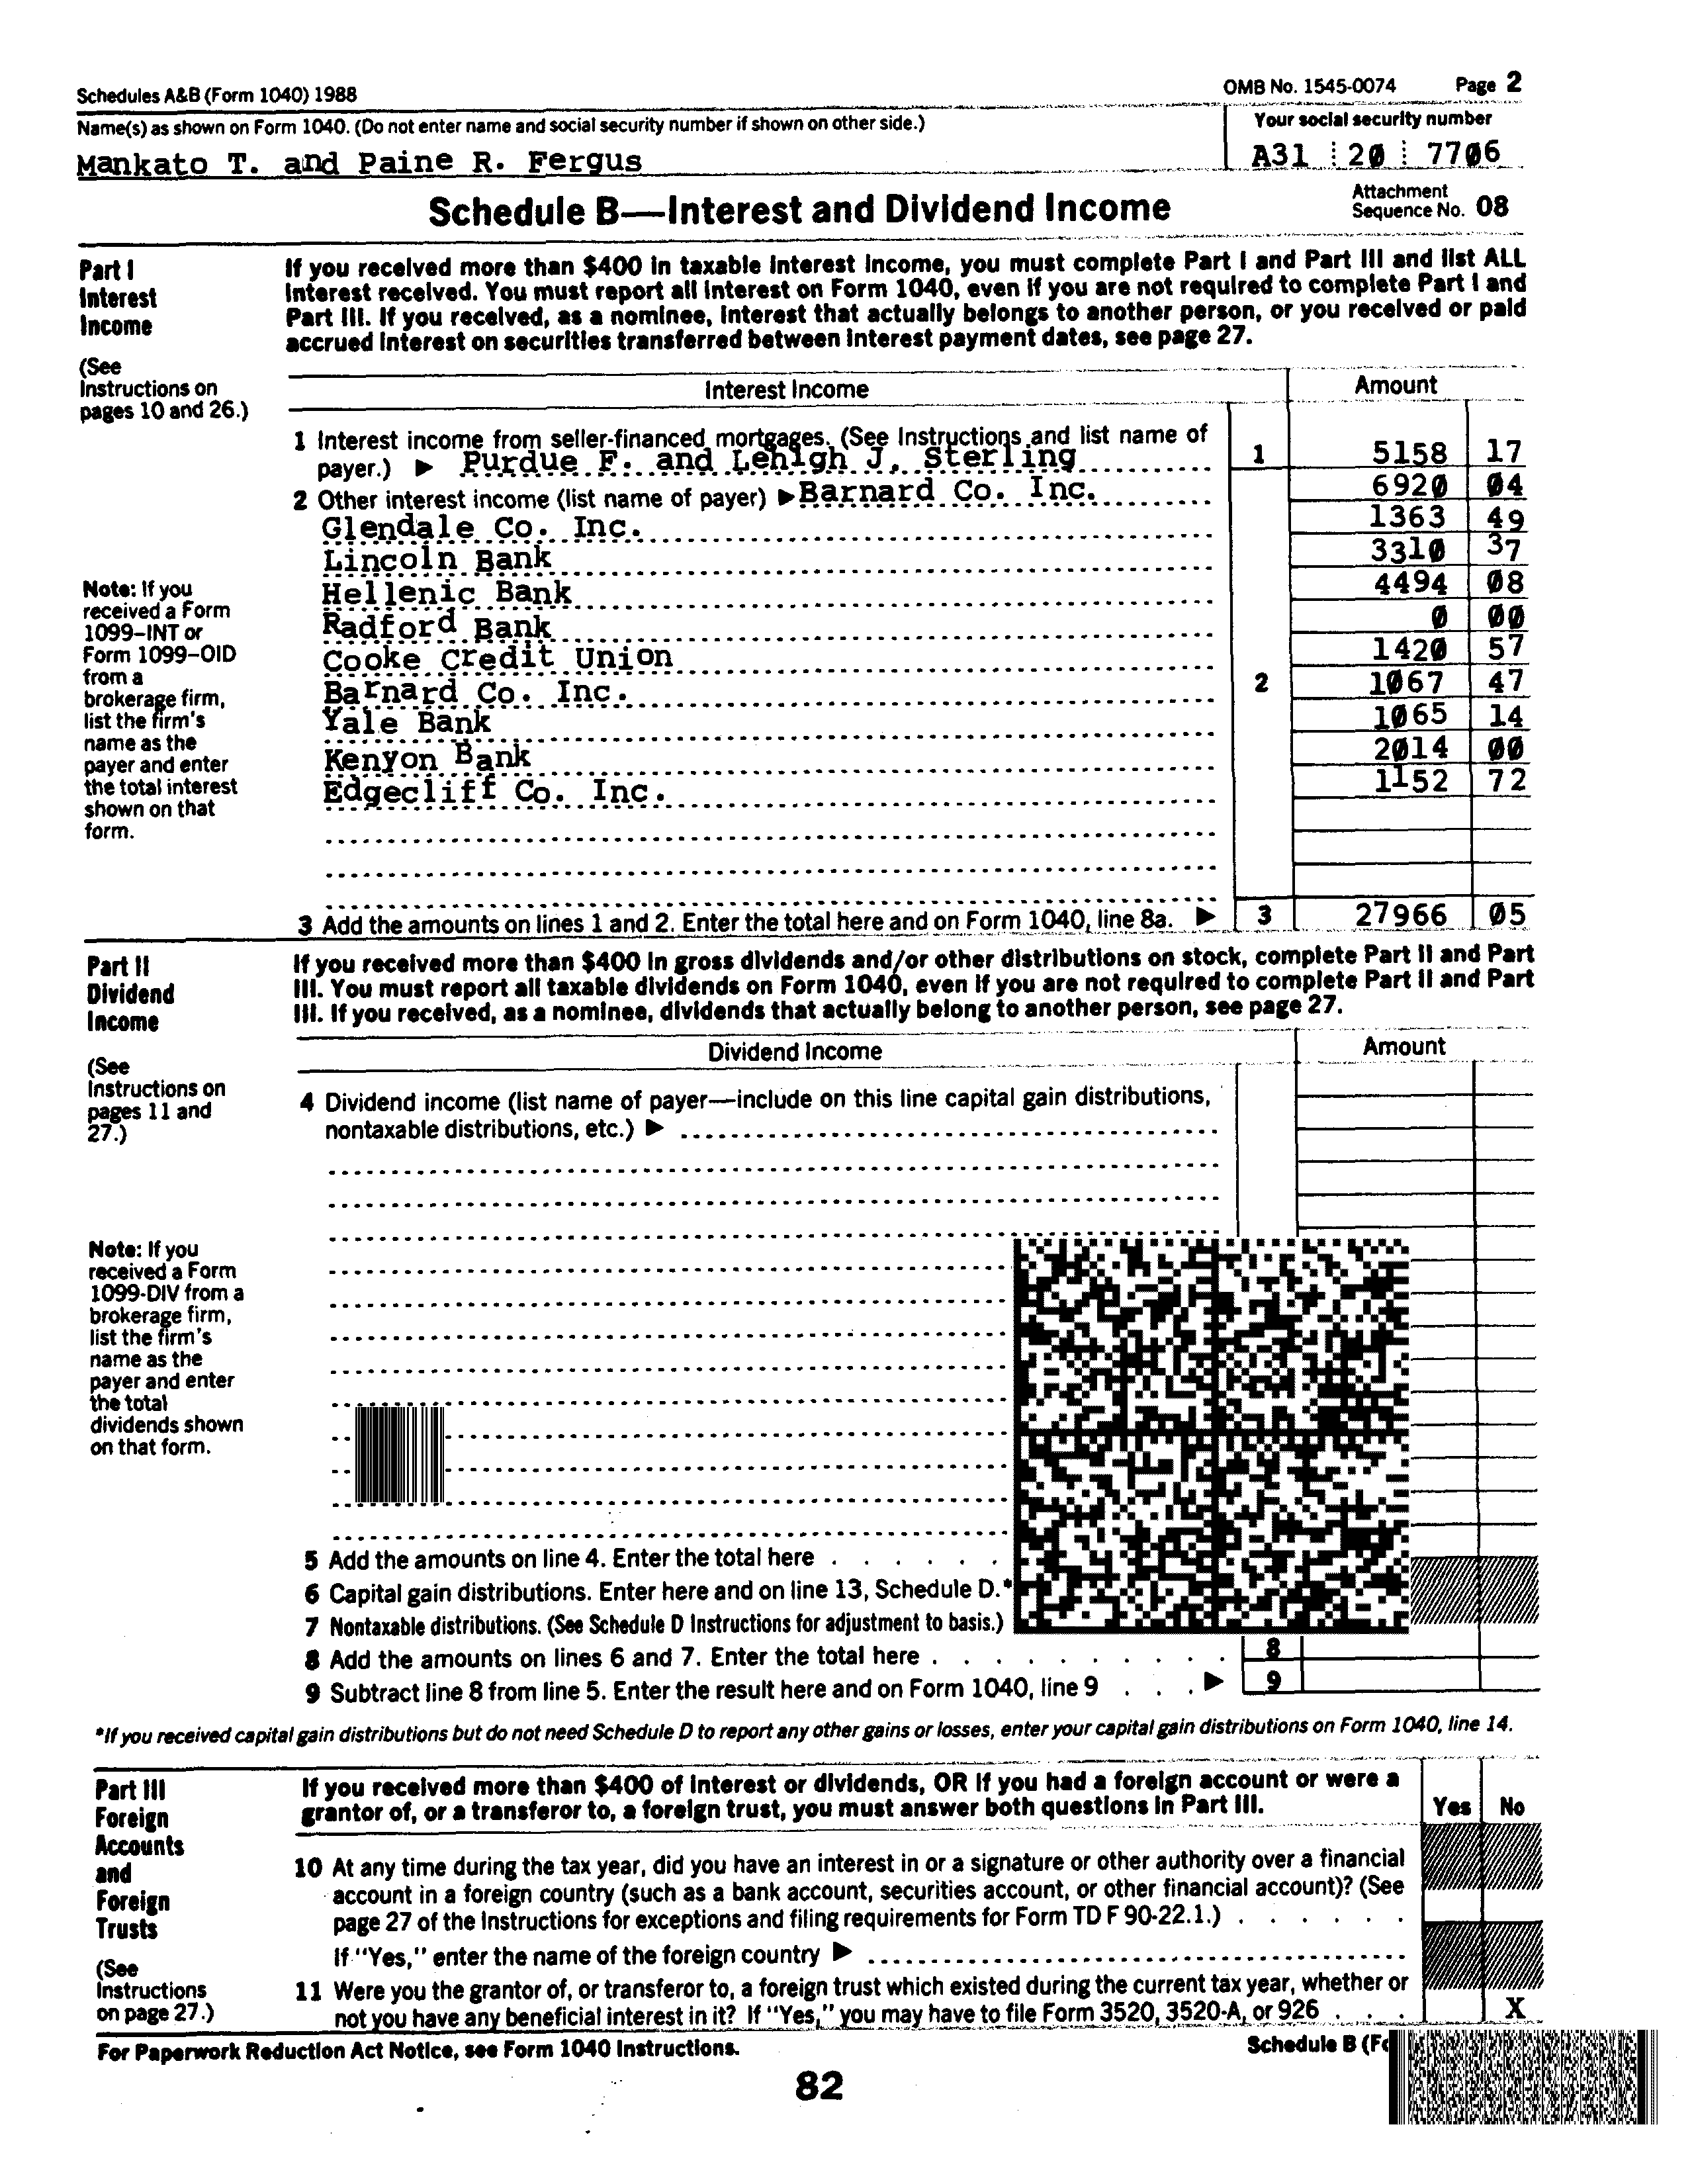 Schedules A&B (Form 1040) 1988 OMB No. 1545-0074 Page 2
Name(s) as shown on Form 1040. (Do not enter name and social security number if shown on other side.) Your social security number
Mankato T. and Paine R. Fergus A31 20 7706
Schedule B—Interest and Dividend Income Attachment Sequence No. 08
Part I
Interest
Income
(See
Instructions on
pages 10 and 26.)
If you received more than $400 in taxable interest income, you must complete Part I and Part III and list ALL
interest received. You must report all interest on Form 1040, even if you are not required to complete Part I and
Part III. If you received, as a nominee, interest that actually belongs to another person, or you received or paid
accrued interest on securities transferred between interest payment dates, see page 27.
Interest Income Amount
1 Interest income from seller-financed mortgages. (See Instructions and list name of
payer.) ▶ Purdue F. and Lehigh J. Sterling 1 5158 17
2 Other interest income (list name of payer) ▶ Barnard Co. Inc. 6920 04
Glendale Co. Inc. 1363 49
Lincoln Bank 3310 37
Hellenic Bank 4494 08
Radford Bank 0 00
Cooke Credit Union 1420 57
Barnard Co. Inc. 2 1067 47
Yale Bank 1065 14
Kenyon Bank 2014 00
Edgecliff Co. Inc. 1152 72
Note: If you
received a Form
1099–INT or
Form 1099–OID
from a
brokerage firm,
list the firm's
name as the
payer and enter
the total interest
shown on that
form.
3 Add the amounts on lines 1 and 2. Enter the total here and on Form 1040, line 8a. ▶ 3 27966 05
Part II
Dividend
Income
(See
Instructions on
pages 11 and
27.)
If you received more than $400 in gross dividends and/or other distributions on stock, complete Part II and Part
III. You must report all taxable dividends on Form 1040, even if you are not required to complete Part II and Part
III. If you received, as a nominee, dividends that actually belong to another person, see page 27.
Dividend Income Amount
4 Dividend income (list name of payer—include on this line capital gain distributions,
nontaxable distributions, etc.) ▶
Note: If you
received a Form
1099-DIV from a
brokerage firm,
list the firm's
name as the
payer and enter
the total
dividends shown
on that form.
5 Add the amounts on line 4. Enter the total here
6 Capital gain distributions. Enter here and on line 13, Schedule D.*
7 Nontaxable distributions. (See Schedule D Instructions for adjustment to basis.)
8 Add the amounts on lines 6 and 7. Enter the total here 8
9 Subtract line 8 from line 5. Enter the result here and on Form 1040, line 9 ▶ 9
*If you received capital gain distributions but do not need Schedule D to report any other gains or losses, enter your capital gain distributions on Form 1040, line 14.
Part III
Foreign
Accounts
and
Foreign
Trusts
(See
Instructions
on page 27.)
If you received more than $400 of interest or dividends, OR if you had a foreign account or were a
grantor of, or a transferor to, a foreign trust, you must answer both questions in Part III. Yes No
10 At any time during the tax year, did you have an interest in or a signature or other authority over a financial
account in a foreign country (such as a bank account, securities account, or other financial account)? (See
page 27 of the Instructions for exceptions and filing requirements for Form TD F 90-22.1.)
If "Yes," enter the name of the foreign country ▶
11 Were you the grantor of, or transferor to, a foreign trust which existed during the current tax year, whether or
not you have any beneficial interest in it? If "Yes," you may have to file Form 3520, 3520-A, or 926 X
For Paperwork Reduction Act Notice, see Form 1040 Instructions. Schedule B (Fo
82